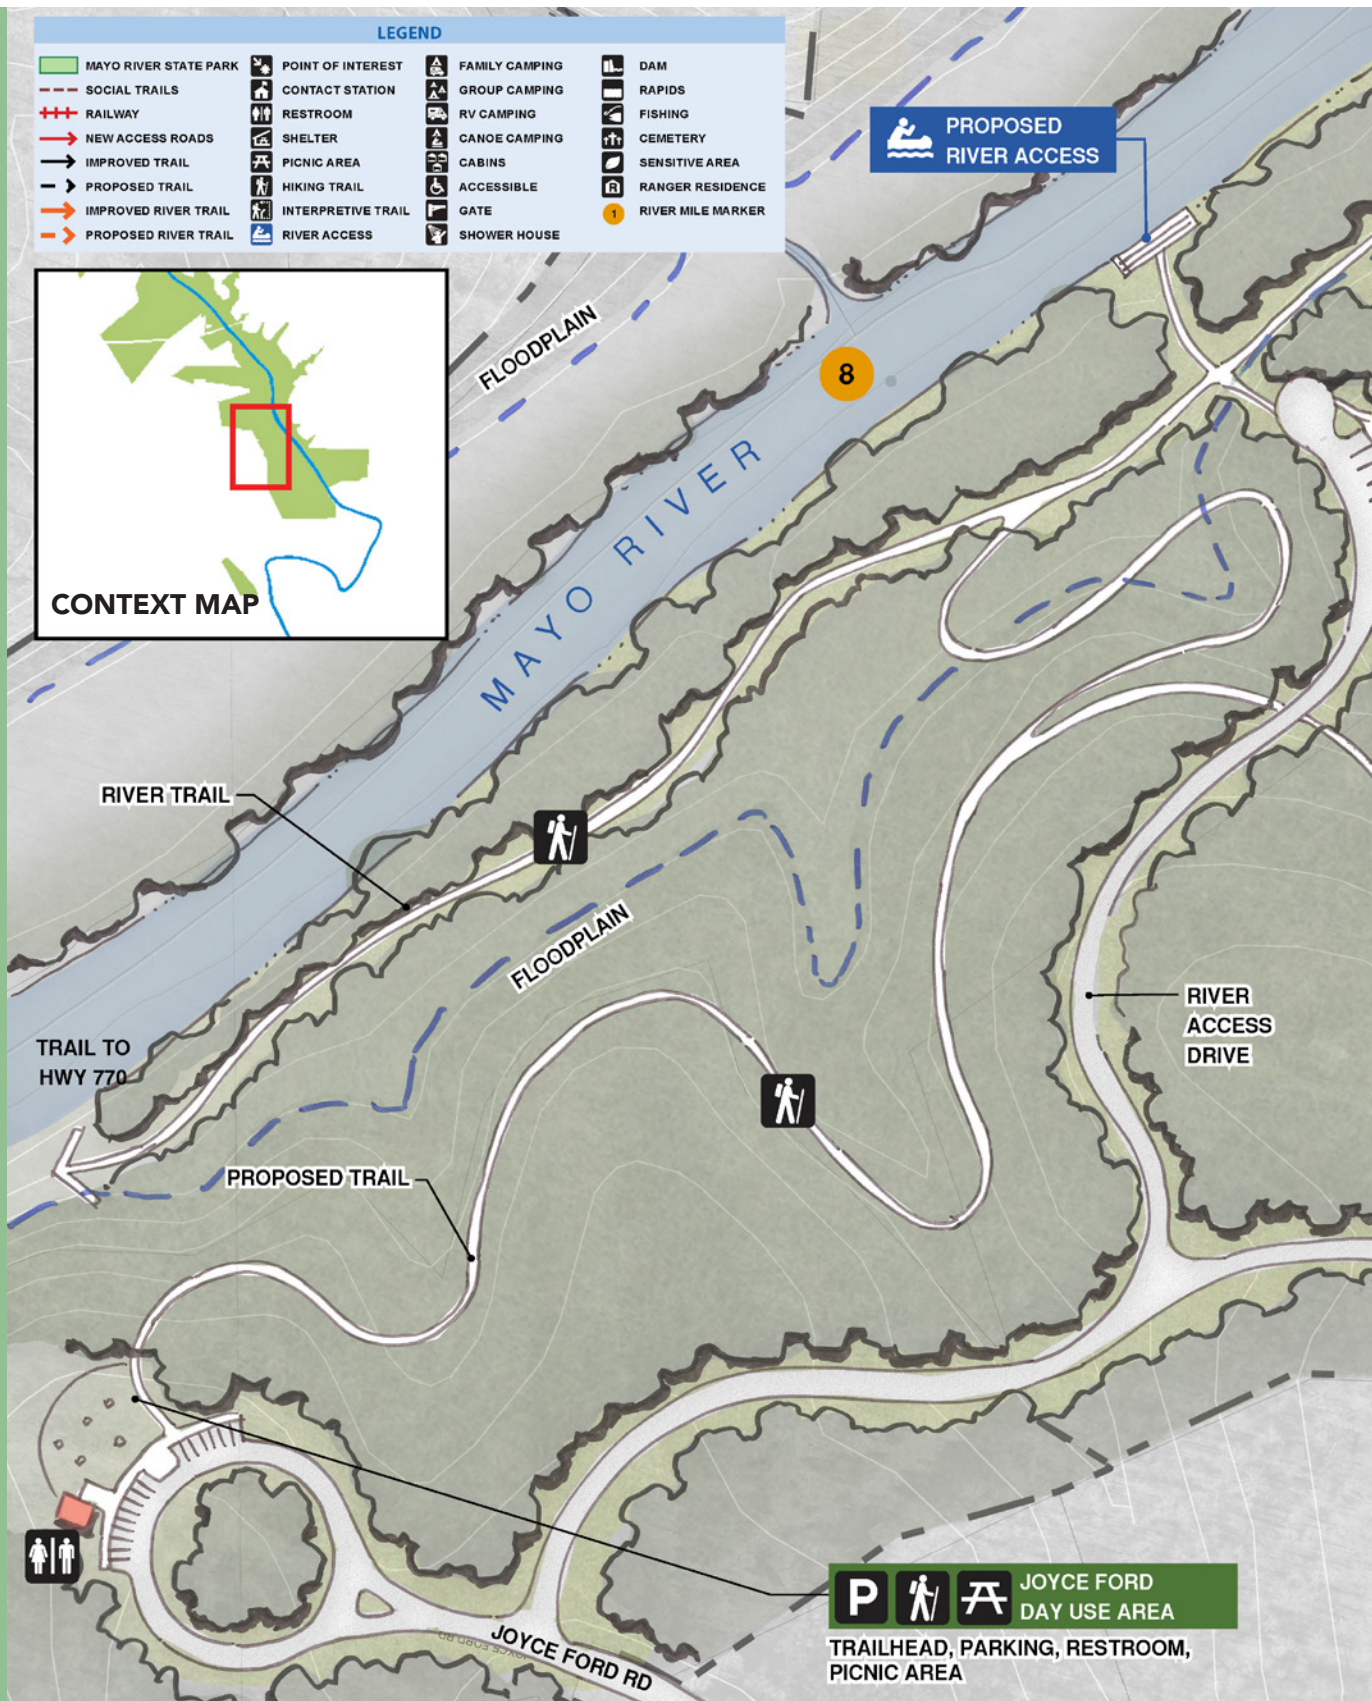 LEGEND
MAYO RIVER STATE PARK
SOCIAL TRAILS
RAILWAY
NEW ACCESS ROADS
IMPROVED TRAIL
PROPOSED TRAIL
IMPROVED RIVER TRAIL
PROPOSED RIVER TRAIL
POINT OF INTEREST
CONTACT STATION
RESTROOM
SHELTER
PICNIC AREA
HIKING TRAIL
INTERPRETIVE TRAIL
RIVER ACCESS
FAMILY CAMPING
GROUP CAMPING
RV CAMPING
CANOE CAMPING
CABINS
ACCESSIBLE
GATE
SHOWER HOUSE
DAM
RAPIDS
FISHING
CEMETERY
SENSITIVE AREA
R RANGER RESIDENCE
1 RIVER MILE MARKER
PROPOSED
RIVER ACCESS
FLOODPLAIN
8
MAYO RIVER
CONTEXT MAP
RIVER TRAIL
FLOODPLAIN
RIVER
ACCESS
DRIVE
TRAIL TO
HWY 770
PROPOSED TRAIL
P JOYCE FORD
DAY USE AREA
TRAILHEAD, PARKING, RESTROOM,
PICNIC AREA
JOYCE FORD RD
JOYCE FORD RD